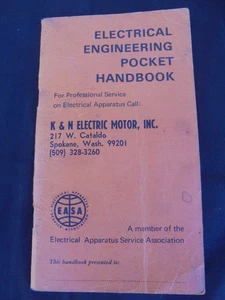 ELECTRICAL
ENGINEERING
POCKET
HANDBOOK
For Professional Service
on Electrical Apparatus Call:
K & N ELECTRIC MOTOR, INC.
217 W. Cataldo
Spokane, Wash. 99201
(509) 328-3260
EASA
A member of the
Electrical Apparatus Service Association
This handbook presented to: